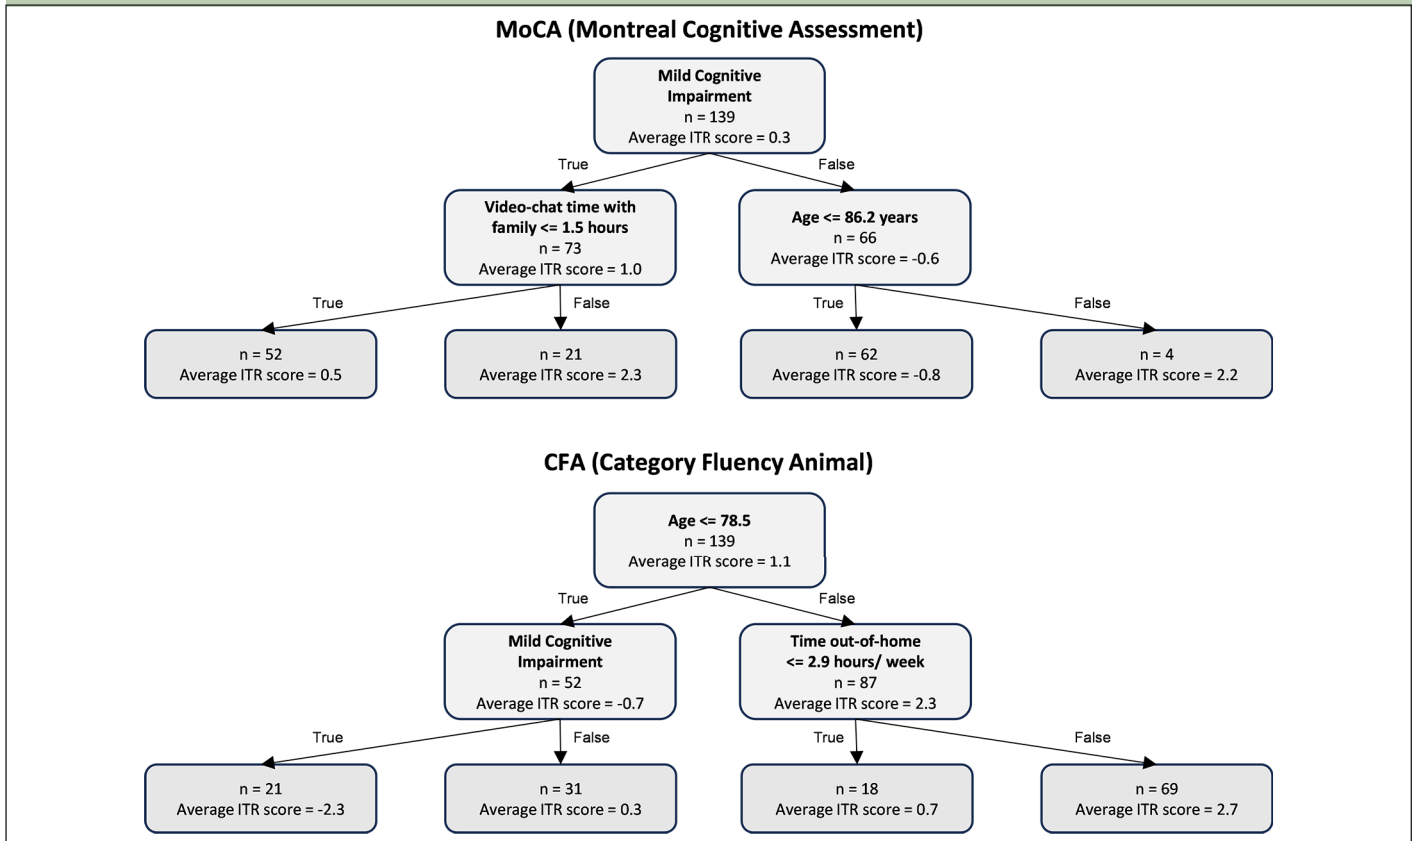 MoCA (Montreal Cognitive Assessment)
Mild Cognitive
Impairment
n = 139
Average ITR score = 0.3
True
False
Video-chat time with
family <= 1.5 hours
n = 73
Average ITR score = 1.0
Age <= 86.2 years
n = 66
Average ITR score = -0.6
True
False
True
False
n = 52
Average ITR score = 0.5
n = 21
Average ITR score = 2.3
n = 62
Average ITR score = -0.8
n = 4
Average ITR score = 2.2
CFA (Category Fluency Animal)
Age <= 78.5
n = 139
Average ITR score = 1.1
True
False
Mild Cognitive
Impairment
n = 52
Average ITR score = -0.7
Time out-of-home
<= 2.9 hours/ week
n = 87
Average ITR score = 2.3
True
False
True
False
n = 21
Average ITR score = -2.3
n = 31
Average ITR score = 0.3
n = 18
Average ITR score = 0.7
n = 69
Average ITR score = 2.7